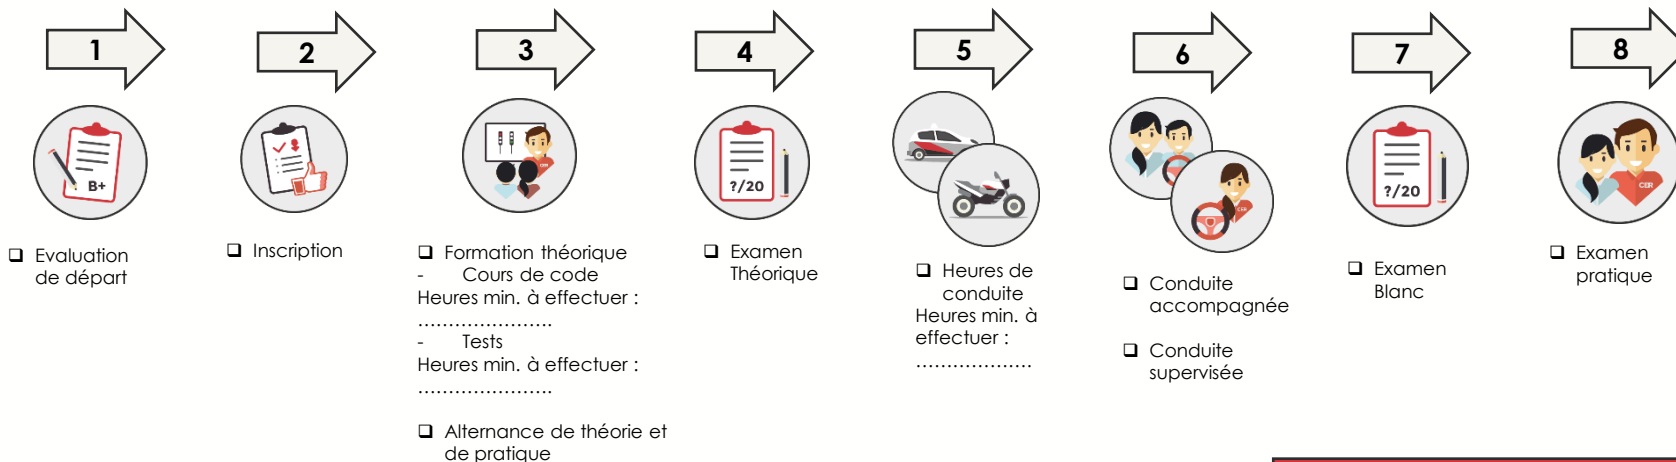 1
2
3
4
5
6
7
8
B+
?/20
CER
?/20
CER
Evaluation
de départ
Inscription
Formation théorique
- Cours de code
Heures min. à effectuer :
......................
- Tests
Heures min. à effectuer :
......................
Alternance de théorie et
de pratique
Examen
Théorique
Heures de
conduite
Heures min. à
effectuer :
...................
Conduite
accompagnée
Conduite
supervisée
Examen
Blanc
Examen
pratique